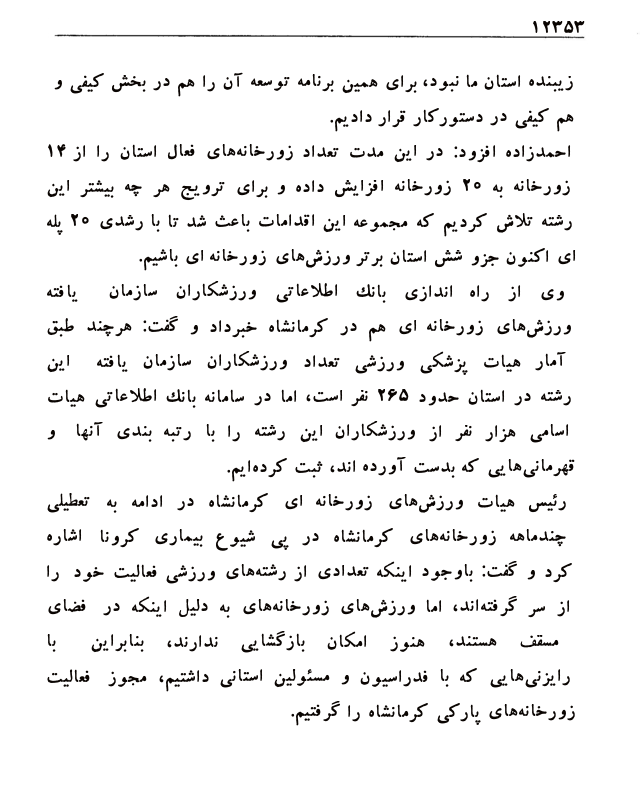 ۱۲۳۵۳
زیبنده استان ما نبود، برای همین برنامه توسعه آن را هم در بخش کیفی و
هم کیفی در دستورکار قرار دادیم.
احمدزاده افزود: در این مدت تعداد زورخانه‌های فعال استان را از ۱۴
زورخانه به ۲۰ زورخانه افزایش داده و برای ترویج هر چه بیشتر این
رشته تلاش کردیم که مجموعه این اقدامات باعث شد تا با رشدی ۲۰ پله
ای اکنون جزو شش استان برتر ورزش‌های زورخانه ای باشیم.
وی از راه اندازی بانك اطلاعاتی ورزشکاران سازمان یافته
ورزش‌های زورخانه ای هم در کرمانشاه خبرداد و گفت: هرچند طبق
آمار هیات پزشکی ورزشی تعداد ورزشکاران سازمان یافته این
رشته در استان حدود ۲۶۵ نفر است، اما در سامانه بانك اطلاعاتی هیات
اسامی هزار نفر از ورزشکاران این رشته را با رتبه بندی آنها و
قهرمانی‌هایی که بدست آورده اند، ثبت کرده‌ایم.
رئیس هیات ورزش‌های زورخانه ای کرمانشاه در ادامه به تعطیلی
چندماهه زورخانه‌های کرمانشاه در پی شیوع بیماری کرونا اشاره
کرد و گفت: باوجود اینکه تعدادی از رشته‌های ورزشی فعالیت خود را
از سر گرفته‌اند، اما ورزش‌های زورخانه‌های به دلیل اینکه در فضای
مسقف هستند، هنوز امکان بازگشایی ندارند، بنابراین با
رایزنی‌هایی که با فدراسیون و مسئولین استانی داشتیم، مجوز فعالیت
زورخانه‌های پارکی کرمانشاه را گرفتیم.